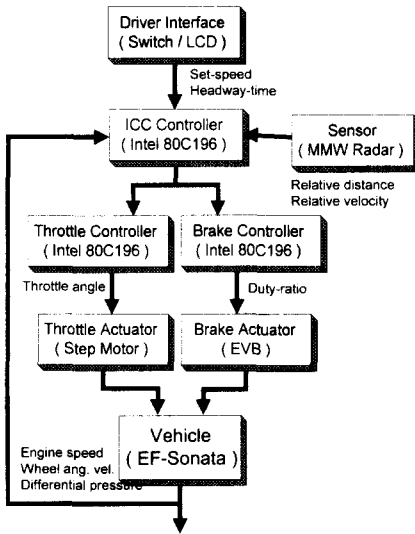 Driver Interface
( Switch / LCD )
Set-speed
Headway-time
ICC Controller
( Intel 80C196 )
Sensor
( MMW Radar )
Relative distance
Relative velocity
Throttle Controller
( Intel 80C196 )
Brake Controller
( Intel 80C196 )
Throttle angle
Duty-ratio
Throttle Actuator
( Step Motor )
Brake Actuator
( EVB )
Vehicle
( EF-Sonata )
Engine speed
Wheel ang. vel.
Differential pressure